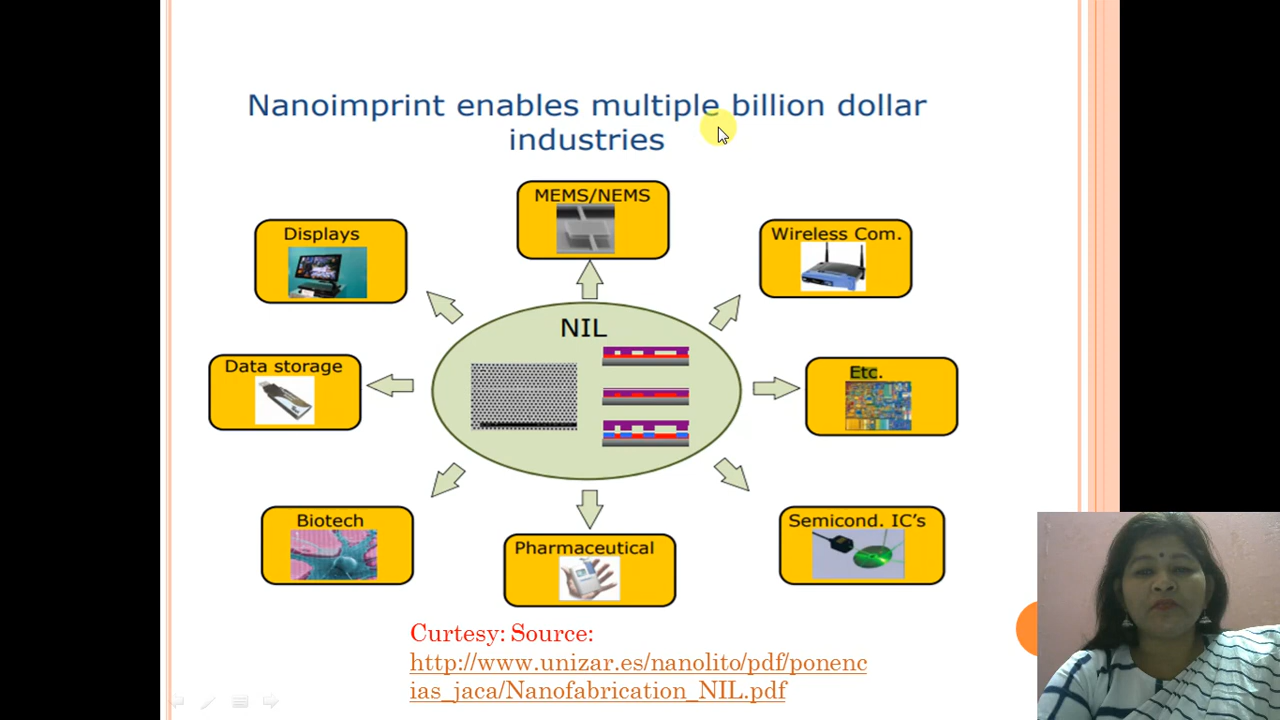 Nanoimprint enables multiple billion dollar
industries
MEMS/NEMS
Displays
Wireless Com.
NIL
Data storage
Etc.
Biotech
Semicond. IC's
Pharmaceutical
Curtesy: Source:
http://www.unizar.es/nanolito/pdf/ponenc
ias_jaca/Nanofabrication_NIL.pdf